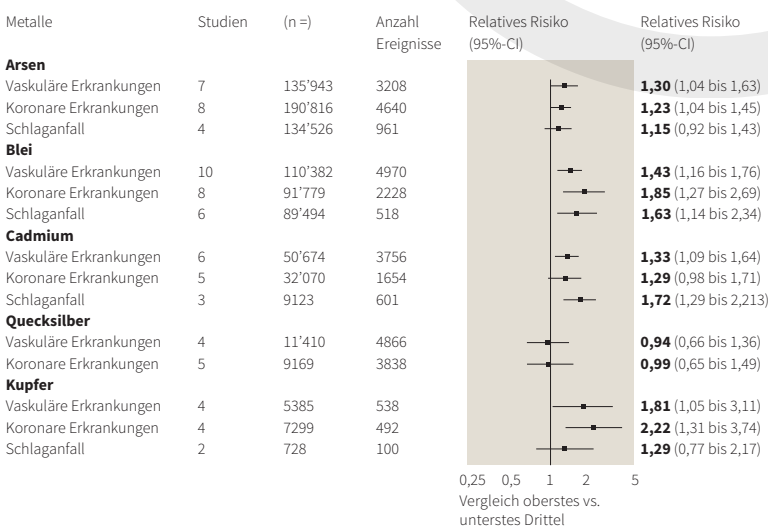 Metalle Studien (n =) Anzahl Ereignisse Relatives Risiko (95%-CI) Relatives Risiko (95%-CI)
Arsen
Vaskuläre Erkrankungen 7 135’943 3208 1,30 (1,04 bis 1,63)
Koronare Erkrankungen 8 190’816 4640 1,23 (1,04 bis 1,45)
Schlaganfall 4 134’526 961 1,15 (0,92 bis 1,43)
Blei
Vaskuläre Erkrankungen 10 110’382 4970 1,43 (1,16 bis 1,76)
Koronare Erkrankungen 8 91’779 2228 1,85 (1,27 bis 2,69)
Schlaganfall 6 89’494 518 1,63 (1,14 bis 2,34)
Cadmium
Vaskuläre Erkrankungen 6 50’674 3756 1,33 (1,09 bis 1,64)
Koronare Erkrankungen 5 32’070 1654 1,29 (0,98 bis 1,71)
Schlaganfall 3 9123 601 1,72 (1,29 bis 2,213)
Quecksilber
Vaskuläre Erkrankungen 4 11’410 4866 0,94 (0,66 bis 1,36)
Koronare Erkrankungen 5 9169 3838 0,99 (0,65 bis 1,49)
Kupfer
Vaskuläre Erkrankungen 4 5385 538 1,81 (1,05 bis 3,11)
Koronare Erkrankungen 4 7299 492 2,22 (1,31 bis 3,74)
Schlaganfall 2 728 100 1,29 (0,77 bis 2,17)
0,25 0,5 1 2 5
Vergleich oberstes vs.
unterstes Drittel